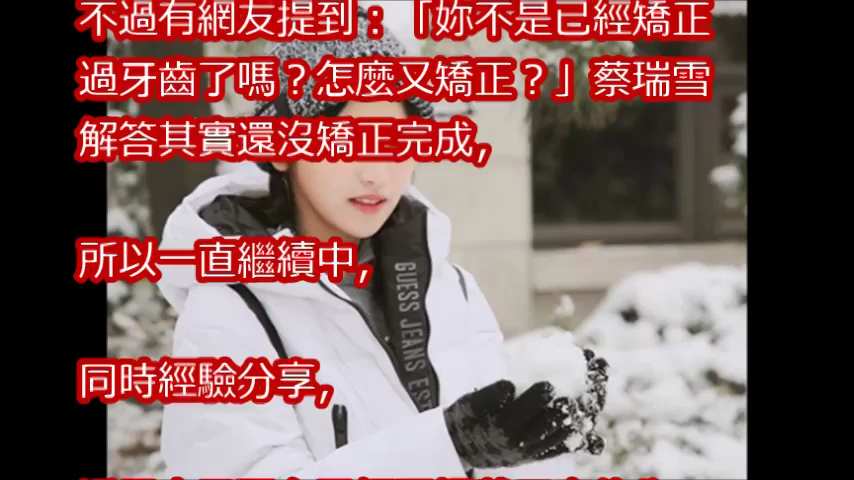 不過有網友提到：「妳不是已經矯正
過牙齒了嗎？怎麼又矯正？」蔡瑞雪
解答其實還沒矯正完成，
所以一直繼續中，
同時經驗分享，
GUESS JEANS EST